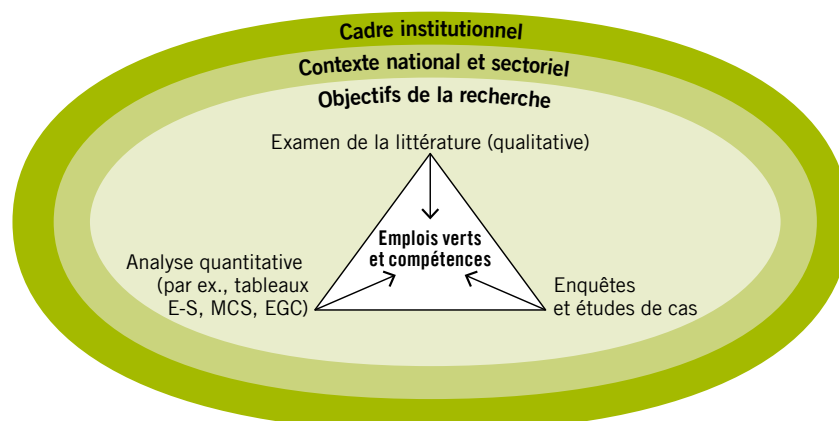 Cadre institutionnel
Contexte national et sectoriel
Objectifs de la recherche
Examen de la littérature (qualitative)
Emplois verts
et compétences
Analyse quantitative
(par ex., tableaux
E-S, MCS, EGC)
Enquêtes
et études de cas